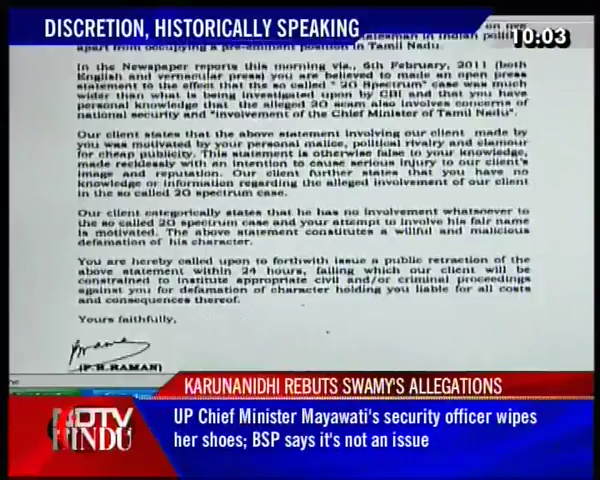 DISCRETION, HISTORICALLY SPEAKING
10:03
statesman in Indian
apart from occupying a pre-eminent position in Tamil Nadu.
In the Newspaper reports this morning via., 6th February, 2011 (both
English and vernacular press) you are believed to made an open press
statement to the effect that the so called "2G Spectrum" case was much
wider than what is being investigated upon by CBI and that you have
personal knowledge that the alleged 2G scam also involves concerns of
national security and "involvement of the Chief Minister of Tamil Nadu".
Our client states that the above statement involving our client made by
you was motivated by your personal malice, political rivalry and clamour
for cheap publicity. This statement is otherwise false to your knowledge,
made recklessly with an intention to cause serious injury to our client's
image and reputation. Our client further states that you have no
knowledge or information regarding the alleged involvement of our client
in the so called 2G spectrum case.
Our client categorically states that he has no involvement whatsoever to
the so called 2G spectrum case and your attempt to involve his fair name
is motivated. The above statement constitutes a willful and malicious
defamation of his character.
You are hereby called upon to forthwith issue a public retraction of the
above statement within 24 hours, failing which our client will be
constrained to institute appropriate civil and/or criminal proceedings
against you for defamation of character holding you liable for all costs
and consequences thereof.
Yours faithfully,
(P.R.RAMAN)
KARUNANIDHI REBUTS SWAMY'S ALLEGATIONS
NDTV
HINDU
UP Chief Minister Mayawati's security officer wipes
her shoes; BSP says it's not an issue